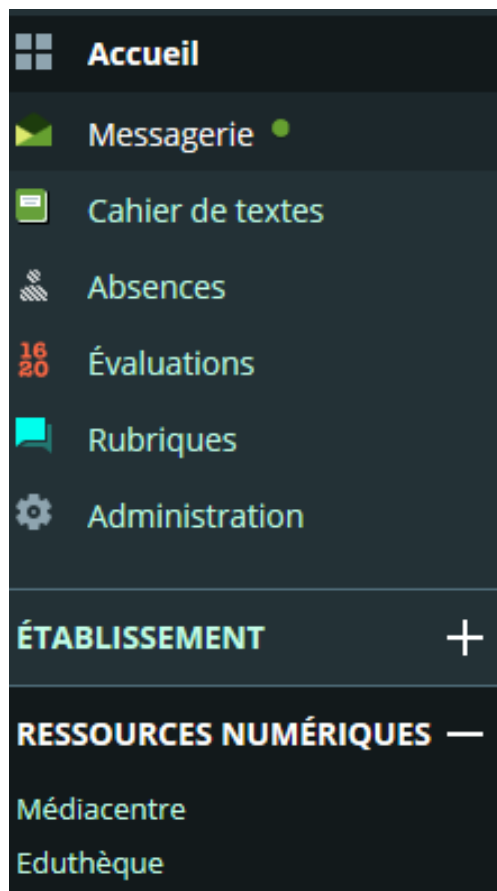 Accueil
Messagerie
Cahier de textes
Absences
16
20
Évaluations
Rubriques
Administration
ÉTABLISSEMENT
RESSOURCES NUMÉRIQUES
Médiacentre
Eduthèque